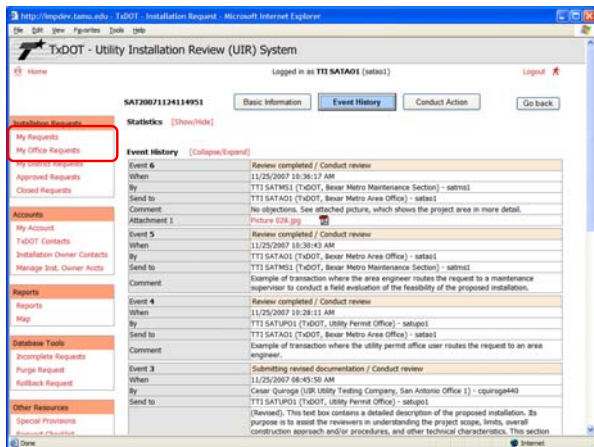 http://impdev.tamu.edu - TxDOT - Installation Request - Microsoft Internet Explorer
File Edit View Favorites Tools Help
TxDOT - Utility Installation Review (UIR) System
Home
Logged in as TTI SATAO1 (satao1)
Logout
SAT20071124114951
Basic Information
Event History
Conduct Action
Go back
Installation Requests
My Requests
My Office Requests
My District Requests
Approved Requests
Closed Requests
Accounts
My Account
TxDOT Contacts
Installation Owner Contacts
Manage Inst. Owner Accts
Reports
Reports
Map
Database Tools
Incomplete Requests
Purge Request
Rollback Request
Other Resources
Special Provisions
Request Checklist
Statistics [Show/Hide]
Event History [Collapse/Expand]
Event 6 Review completed / Conduct review
When 11/25/2007 10:36:17 AM
By TTI SATMS1 (TxDOT, Bexar Metro Maintenance Section) - satms1
Send to TTI SATAO1 (TxDOT, Bexar Metro Area Office) - satao1
Comment No objections. See attached picture, which shows the project area in more detail.
Attachment 1 Picture 028.jpg
Event 5 Review completed / Conduct review
When 11/25/2007 10:30:43 AM
By TTI SATAO1 (TxDOT, Bexar Metro Area Office) - satao1
Send to TTI SATMS1 (TxDOT, Bexar Metro Maintenance Section) - satms1
Comment Example of transaction where the area engineer routes the request to a maintenance
supervisor to conduct a field evaluation of the feasibility of the proposed installation.
Event 4 Review completed / Conduct review
When 11/25/2007 10:28:11 AM
By TTI SATUPO1 (TxDOT, Utility Permit Office) - satupo1
Send to TTI SATAO1 (TxDOT, Bexar Metro Area Office) - satao1
Comment Example of transaction where the utility permit office user routes the request to an area
engineer.
Event 3 Submitting revised documentation / Conduct review
When 11/25/2007 08:45:50 AM
By Cesar Quiroga (UIR Utility Testing Company, San Antonio Office 1) - cquiroga440
Send to TTI SATUPO1 (TxDOT, Utility Permit Office) - satupo1
(Revised). This text box contains a detailed description of the proposed installation. Its
purpose is to assist the reviewers in understanding the project scope, limits, overall
construction approach and/or procedures, and other technical characteristics. This section
Done
Internet